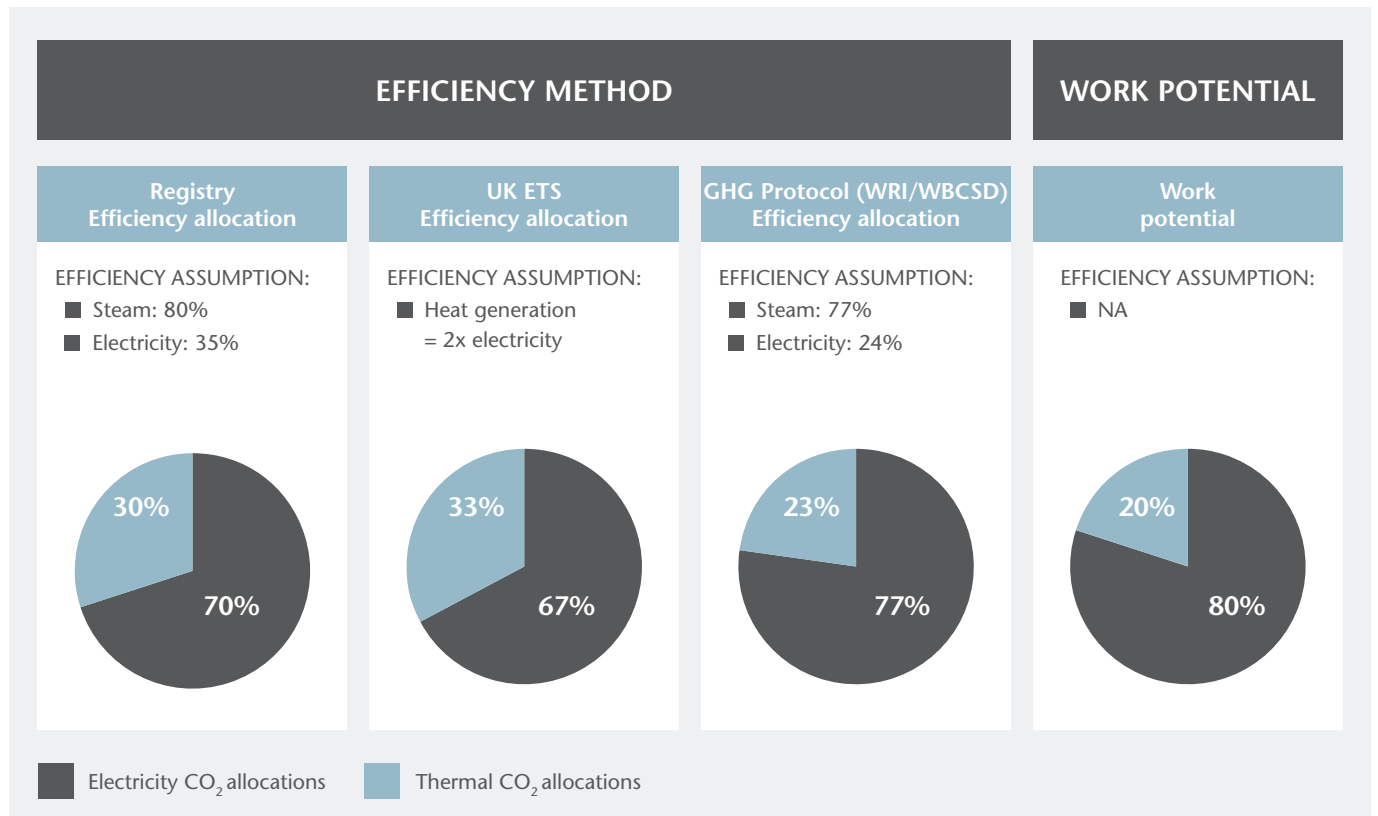 EFFICIENCY METHOD
WORK POTENTIAL
Registry
Efficiency allocation
EFFICIENCY ASSUMPTION:
Steam: 80%
Electricity: 35%
30%
70%
UK ETS
Efficiency allocation
EFFICIENCY ASSUMPTION:
Heat generation
= 2x electricity
33%
67%
GHG Protocol (WRI/WBCSD)
Efficiency allocation
EFFICIENCY ASSUMPTION:
Steam: 77%
Electricity: 24%
23%
77%
Work
potential
EFFICIENCY ASSUMPTION:
NA
20%
80%
Electricity CO₂ allocations
Thermal CO₂ allocations